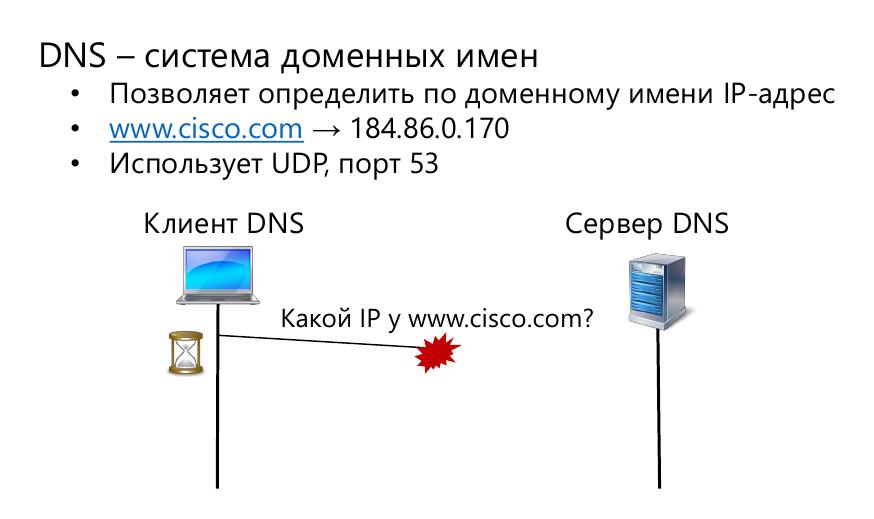 DNS – система доменных имен
• Позволяет определить по доменному имени IP-адрес
• www.cisco.com → 184.86.0.170
• Использует UDP, порт 53
Клиент DNS
Сервер DNS
Какой IP у www.cisco.com?